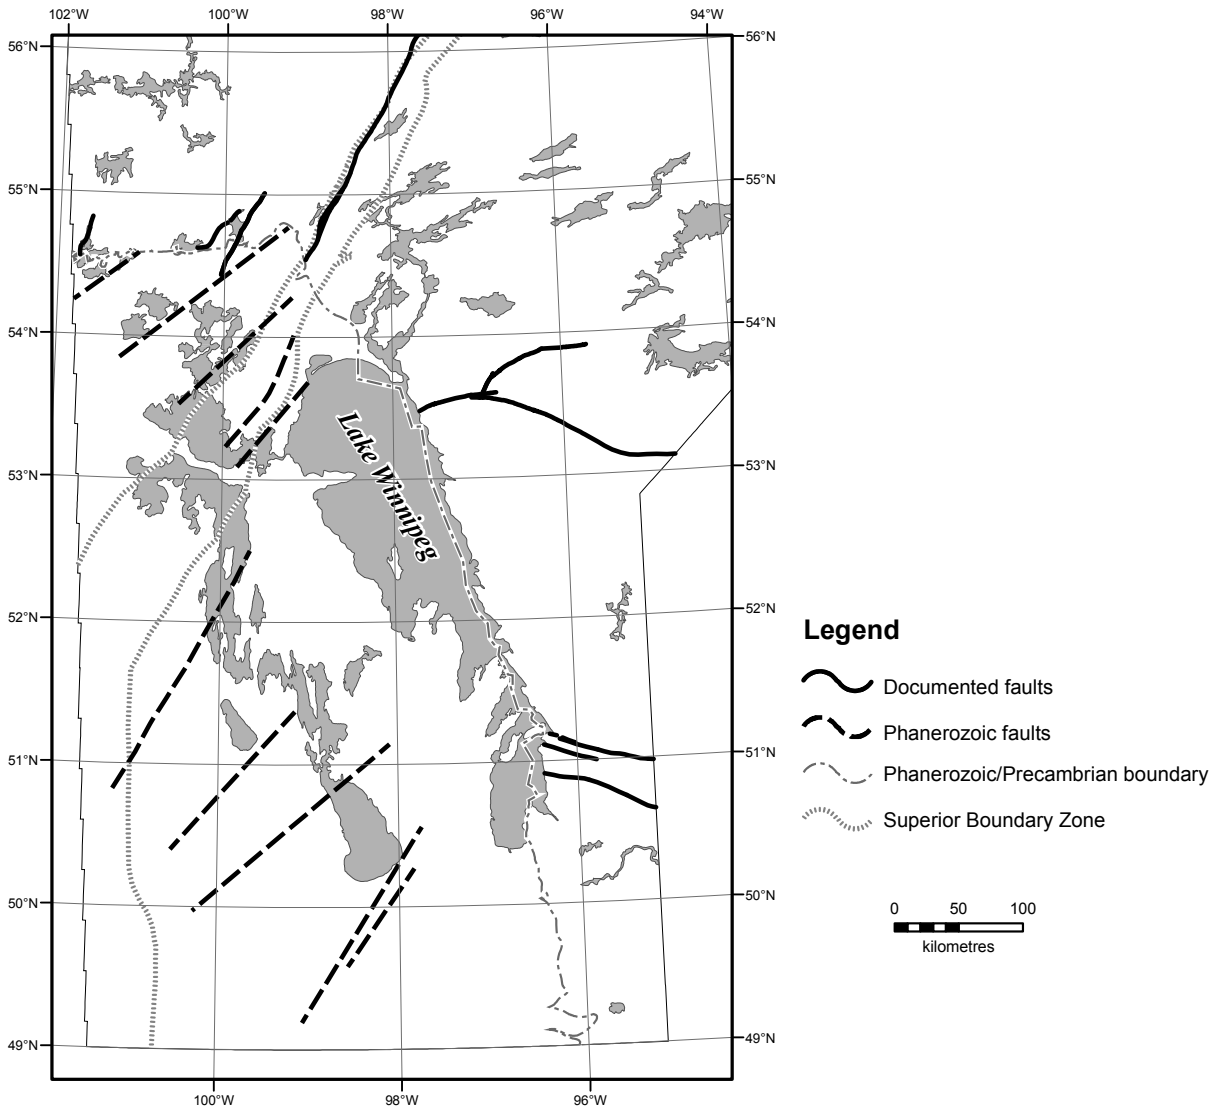 102°W 100°W 98°W 96°W 94°W
56°N 56°N
55°N 55°N
54°N 54°N
53°N 53°N
52°N 52°N
51°N 51°N
50°N 50°N
49°N 49°N
100°W 98°W 96°W
Lake Winnipeg
Legend
Documented faults
Phanerozoic faults
Phanerozoic/Precambrian boundary
Superior Boundary Zone
0 50 100
kilometres